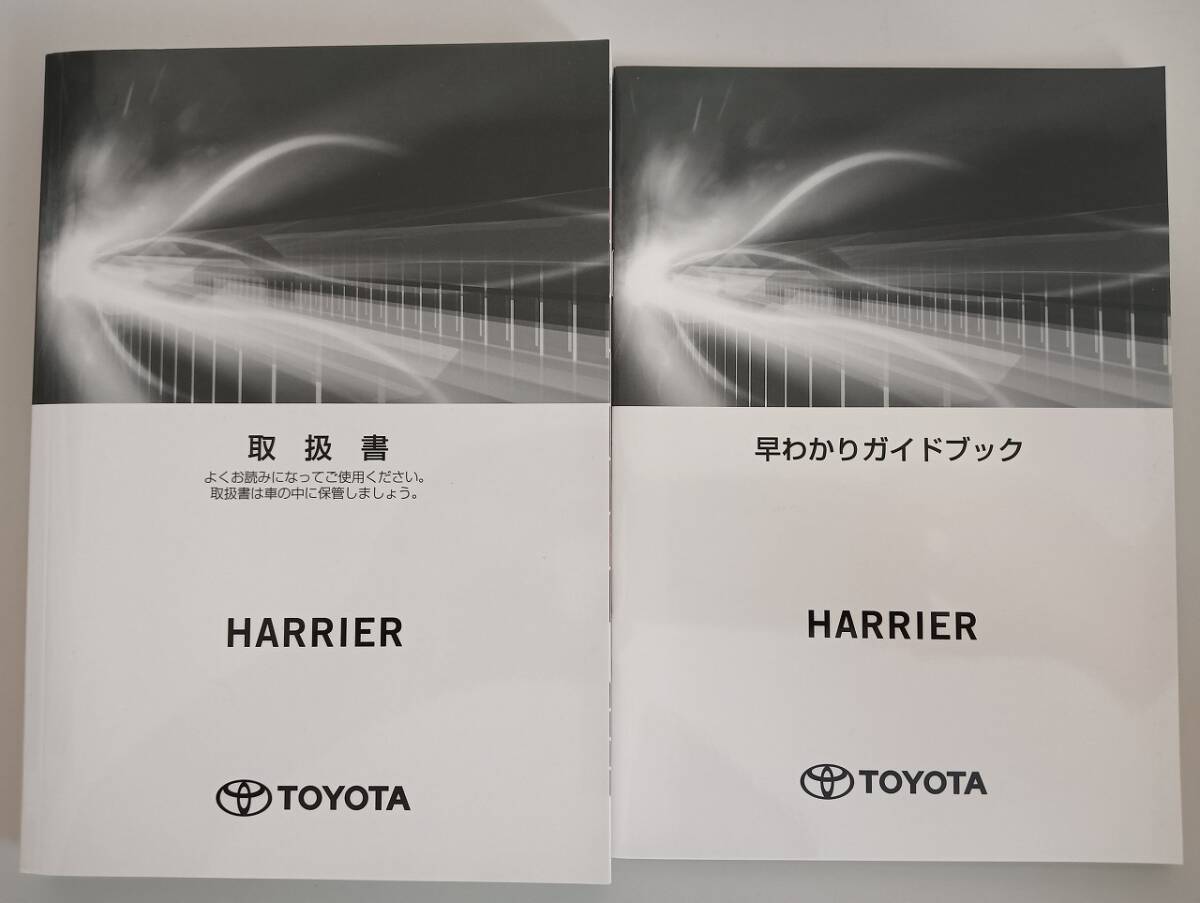 取扱書
よくお読みになってご使用ください。
取扱書は車の中に保管しましょう。
HARRIER
TOYOTA
早わかりガイドブック
HARRIER
TOYOTA